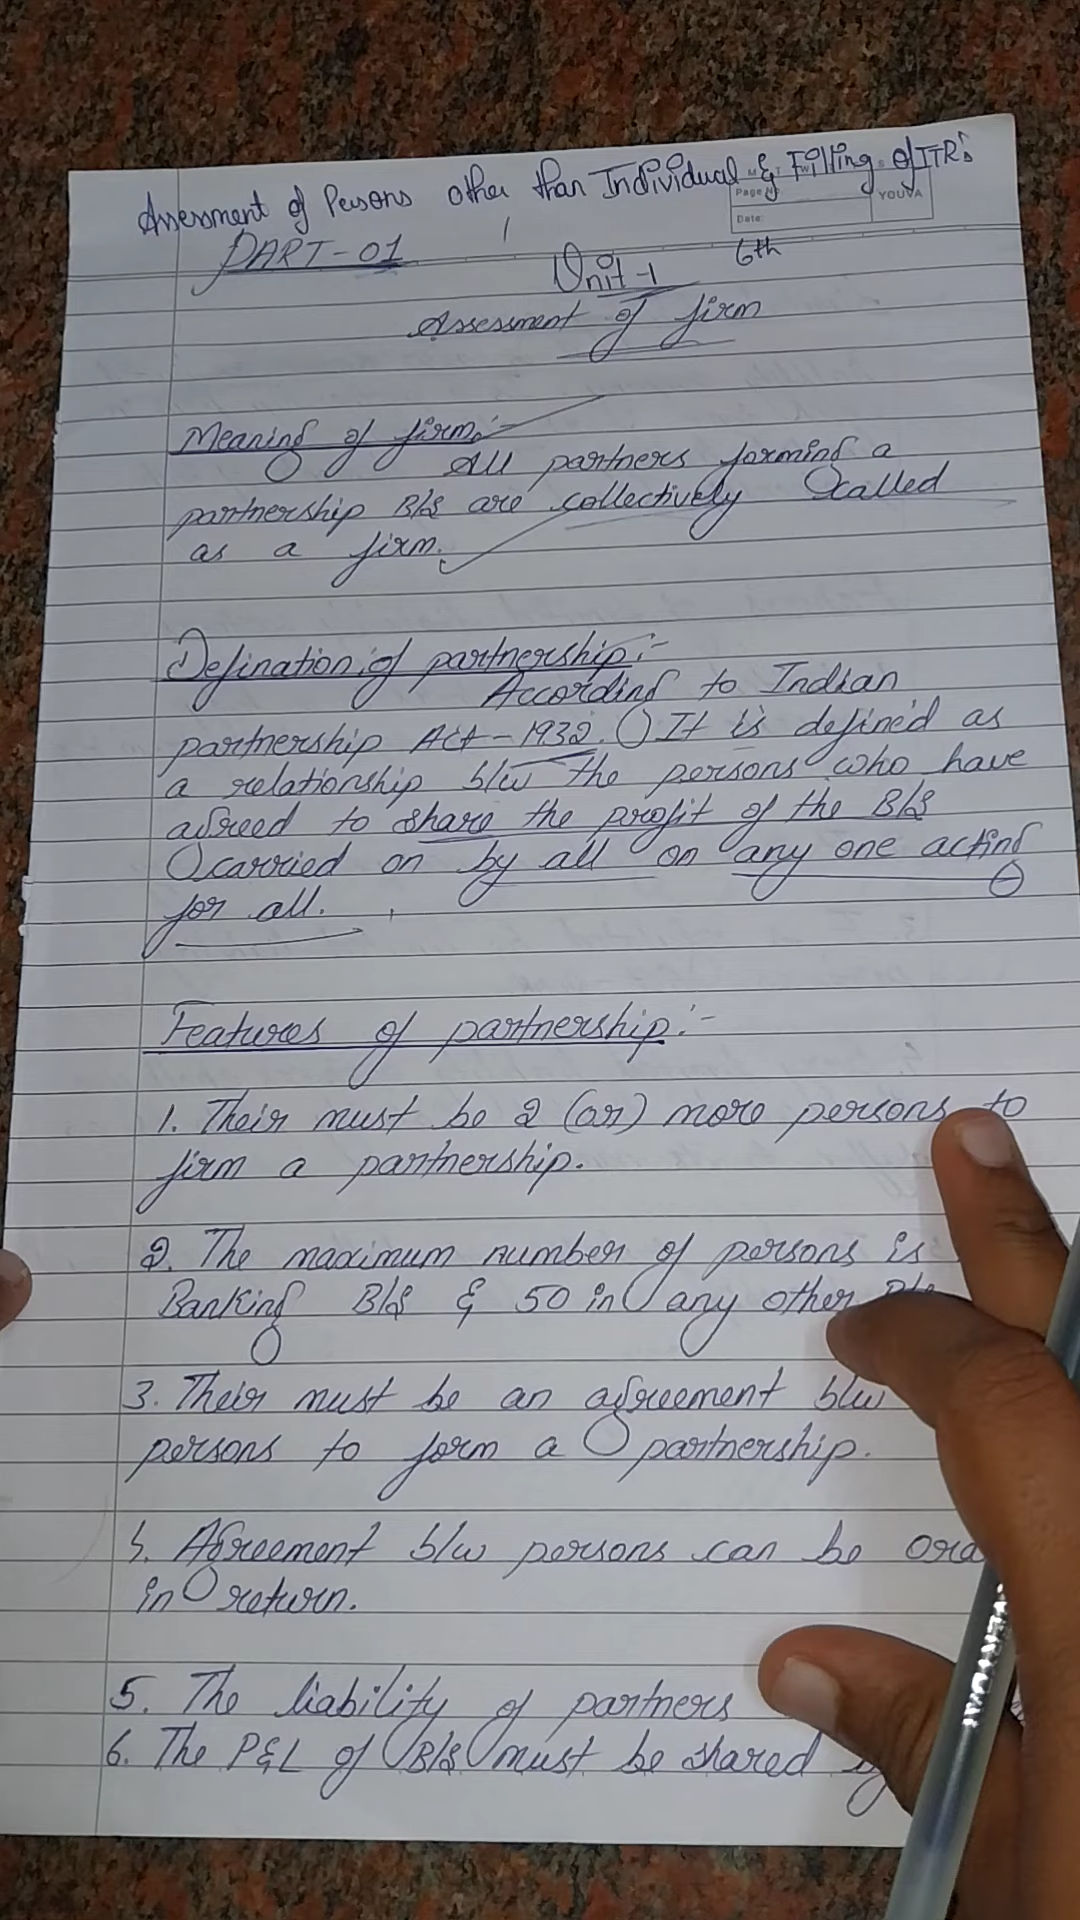 Assessment of Persons other than Individual & Filling of ITR's
Page No
YOUVA
Date:
PART-01
6th
Unit-1
Assessment of firm
Meaning of firm:-
All partners forming a
partnership B/S are collectively called
as a firm.
Defination of partnership:-
According to Indian
partnership Act-1932. It is defined as
a relationship b/w the persons who have
agreed to share the profit of the B/S
carried on by all on any one acting
for all.
Features of partnership:-
1. Their must be 2 (or) more persons to
firm a partnership.
2. The maximum number of persons is
Banking B/S & 50 in any other
3. Their must be an agreement b/w
persons to form a partnership.
4. Agreement b/w persons can be
in return.
5. The liability of partners
6. The P&L of B/S must be shared